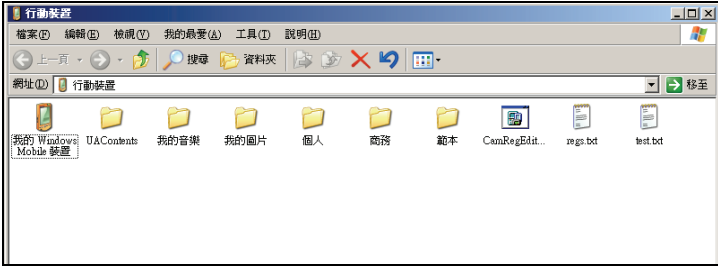 行動裝置
檔案(F) 編輯(E) 檢視(V) 我的最愛(A) 工具(T) 說明(H)
上一頁 搜尋 資料夾
網址(D) 行動裝置 移至
我的 Windows Mobile 裝置 UAContents 我的音樂 我的圖片 個人 商務 範本 CamRegEdit... regs.txt test.txt